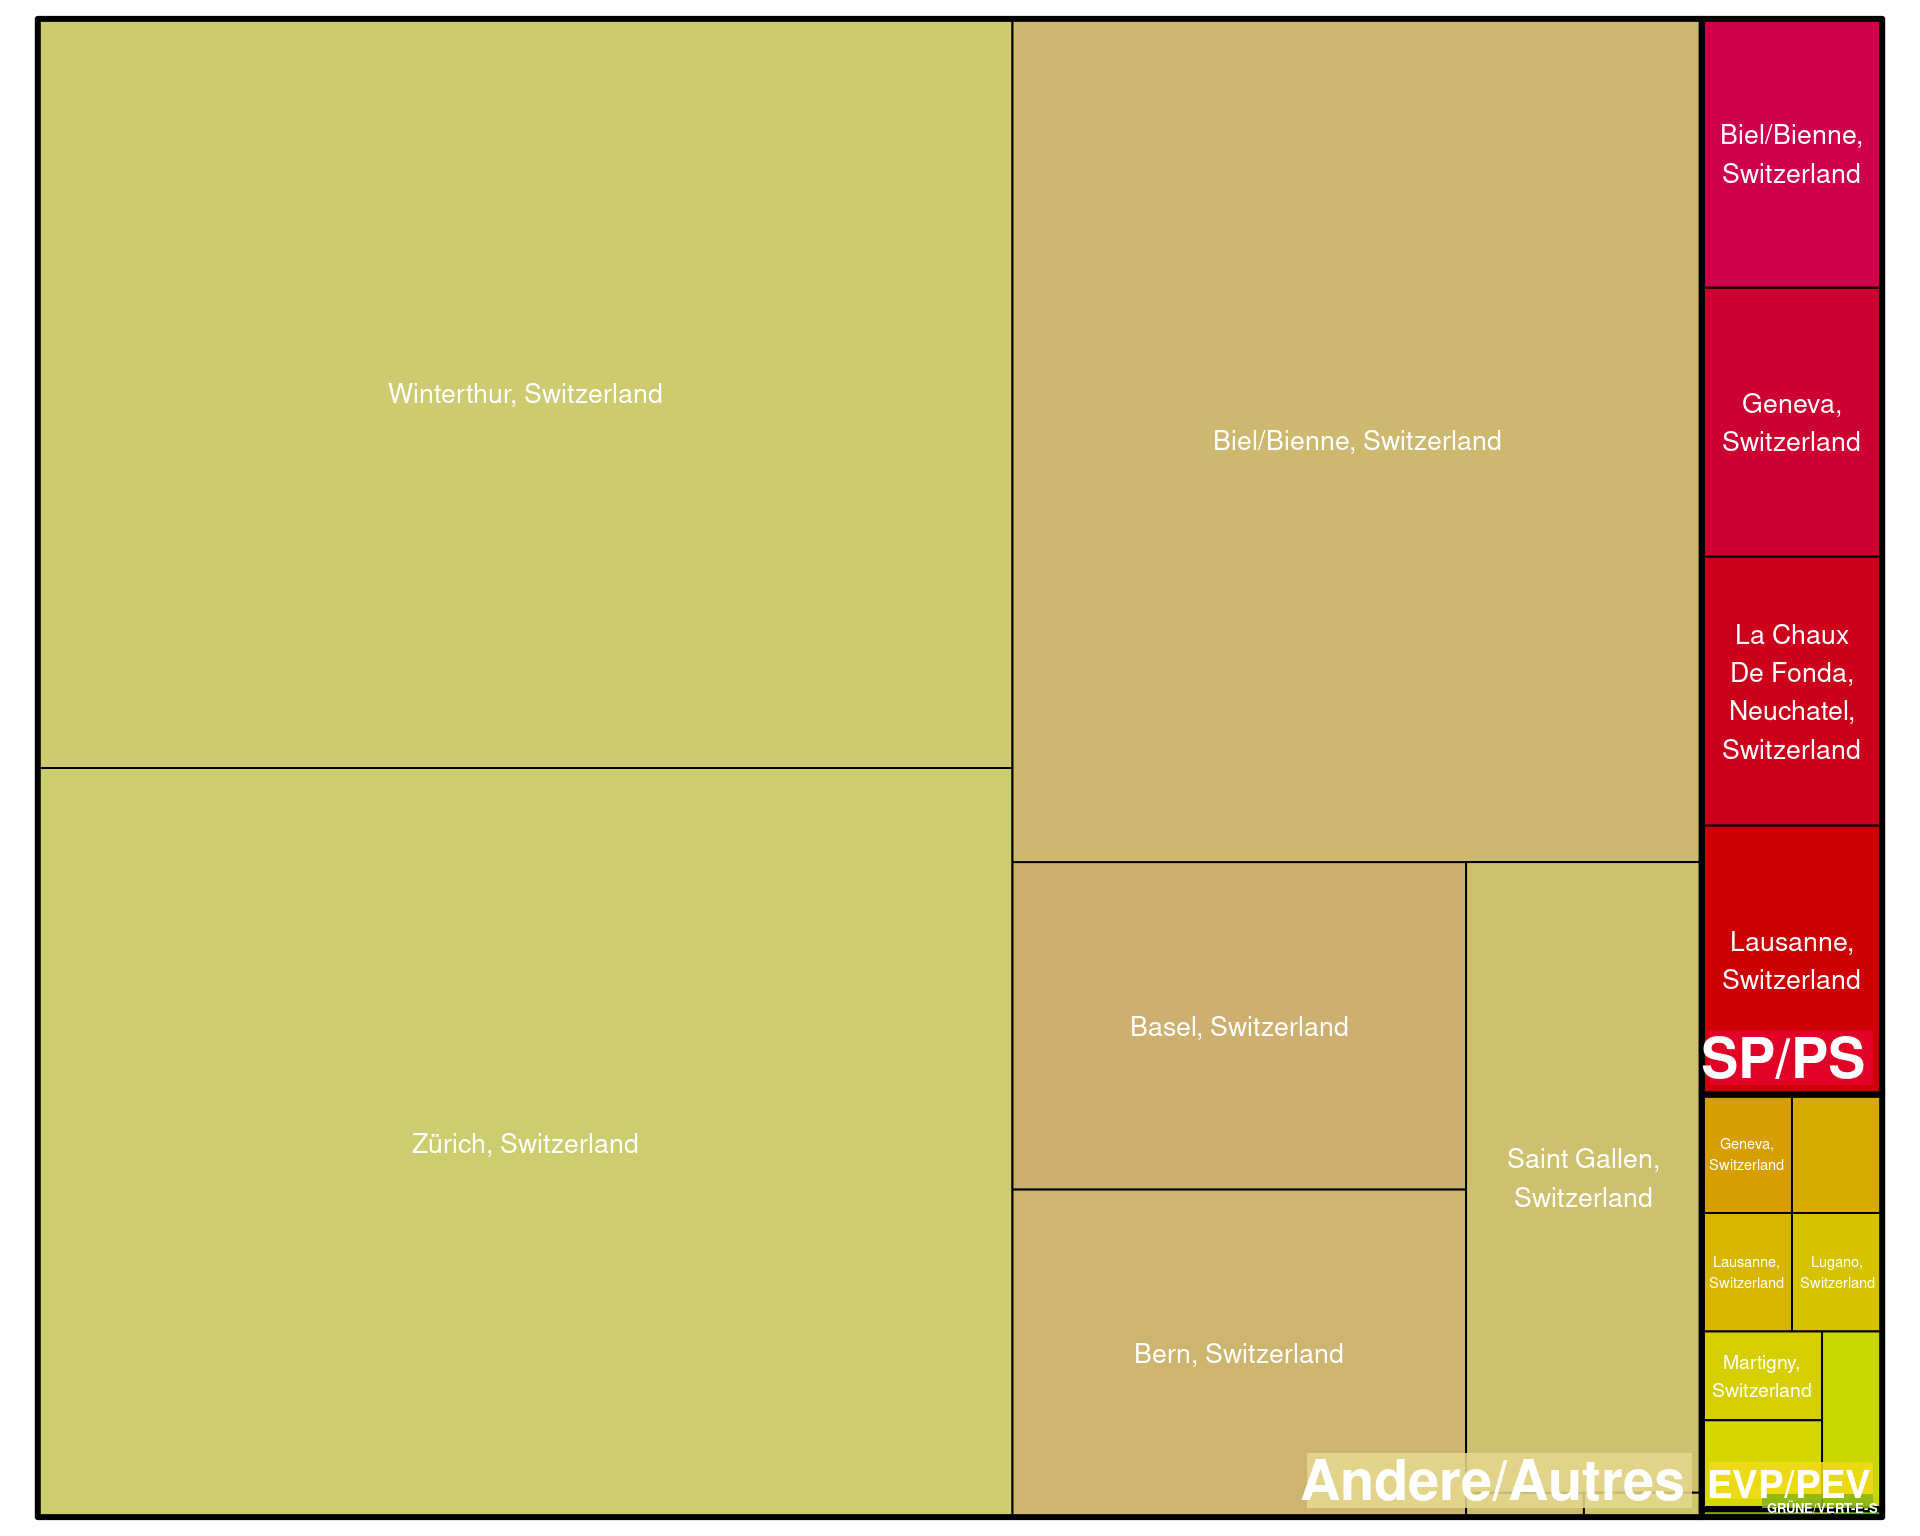 Winterthur, Switzerland
Zürich, Switzerland
Biel/Bienne, Switzerland
Basel, Switzerland
Bern, Switzerland
Saint Gallen,
Switzerland
Andere/Autres
Biel/Bienne,
Switzerland
Geneva,
Switzerland
La Chaux
De Fonda,
Neuchatel,
Switzerland
Lausanne,
Switzerland
SP/PS
Geneva,
Switzerland
Lausanne,
Switzerland
Lugano,
Switzerland
Martigny,
Switzerland
EVP/PEV
GRÜNE/VERT-E-S